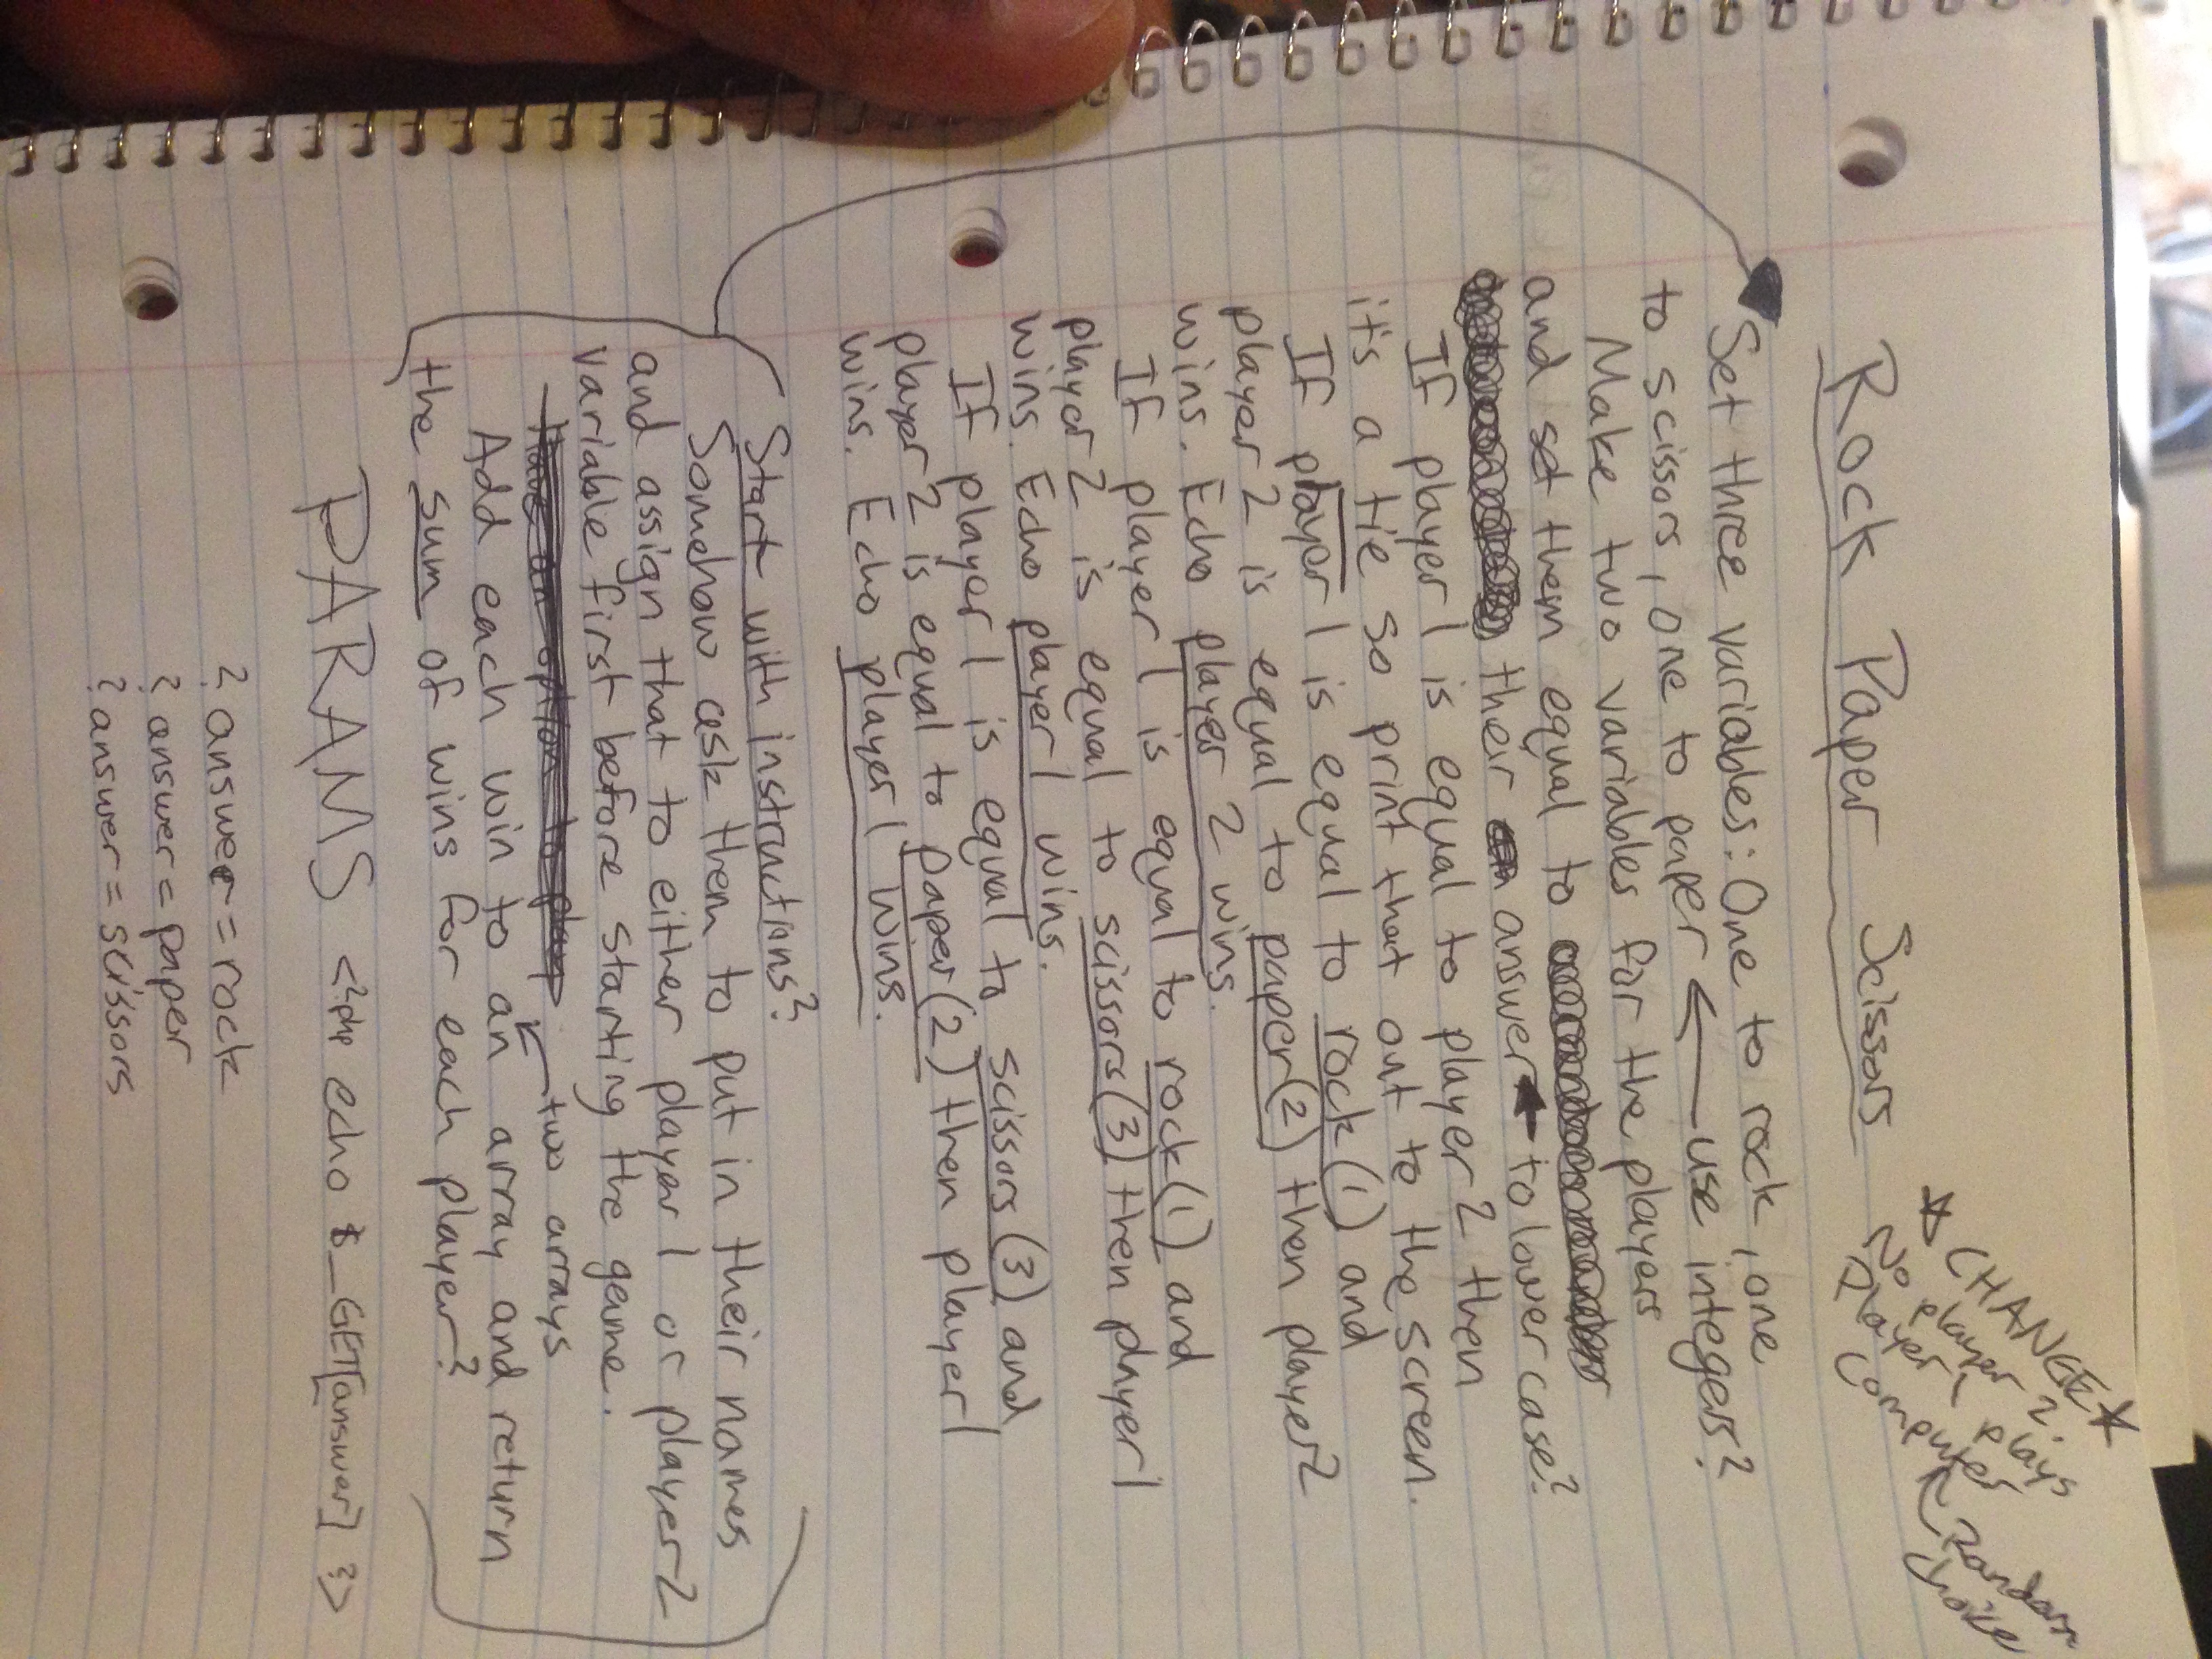 Rock Paper Scissors
*CHANGE*
No player 2.
Player 1 plays
computer ← random
choice
Set three variables: One to rock, one
to scissors, one to paper ← use integers?
Make two variables for the players
and set them equal to
their answer ← to lower case?
If player 1 is equal to player 2 then
it's a tie so print that out to the screen.
If player 1 is equal to rock (1) and
player 2 is equal to paper (2) then player 2
wins. Echo player 2 wins.
If player 1 is equal to rock (1) and
player 2 is equal to scissors (3) then player 1
wins. Echo player 1 wins.
If player 1 is equal to scissors (3) and
player 2 is equal to paper (2) then player 1
wins. Echo player 1 wins.
Start with instructions?
Somehow ask them to put in their names
and assign that to either player 1 or player 2
variable first before starting the game.
two arrays
Add each win to an array and return
the sum of wins for each player?
PARAMS <?php echo $_GET[answer] ?>
? answer = rock
? answer = paper
? answer = scissors